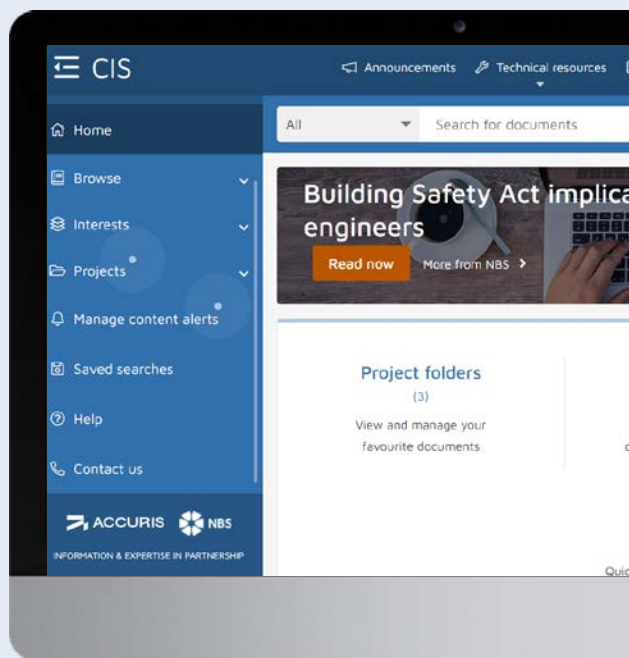 CIS
Announcements
Technical resources
Home
All
Search for documents
Browse
Interests
Projects
Manage content alerts
Saved searches
Help
Contact us
ACCURIS
NBS
INFORMATION & EXPERTISE IN PARTNERSHIP
Building Safety Act implica
engineers
Read now
More from NBS
Project folders
(3)
View and manage your
favourite documents
Quic